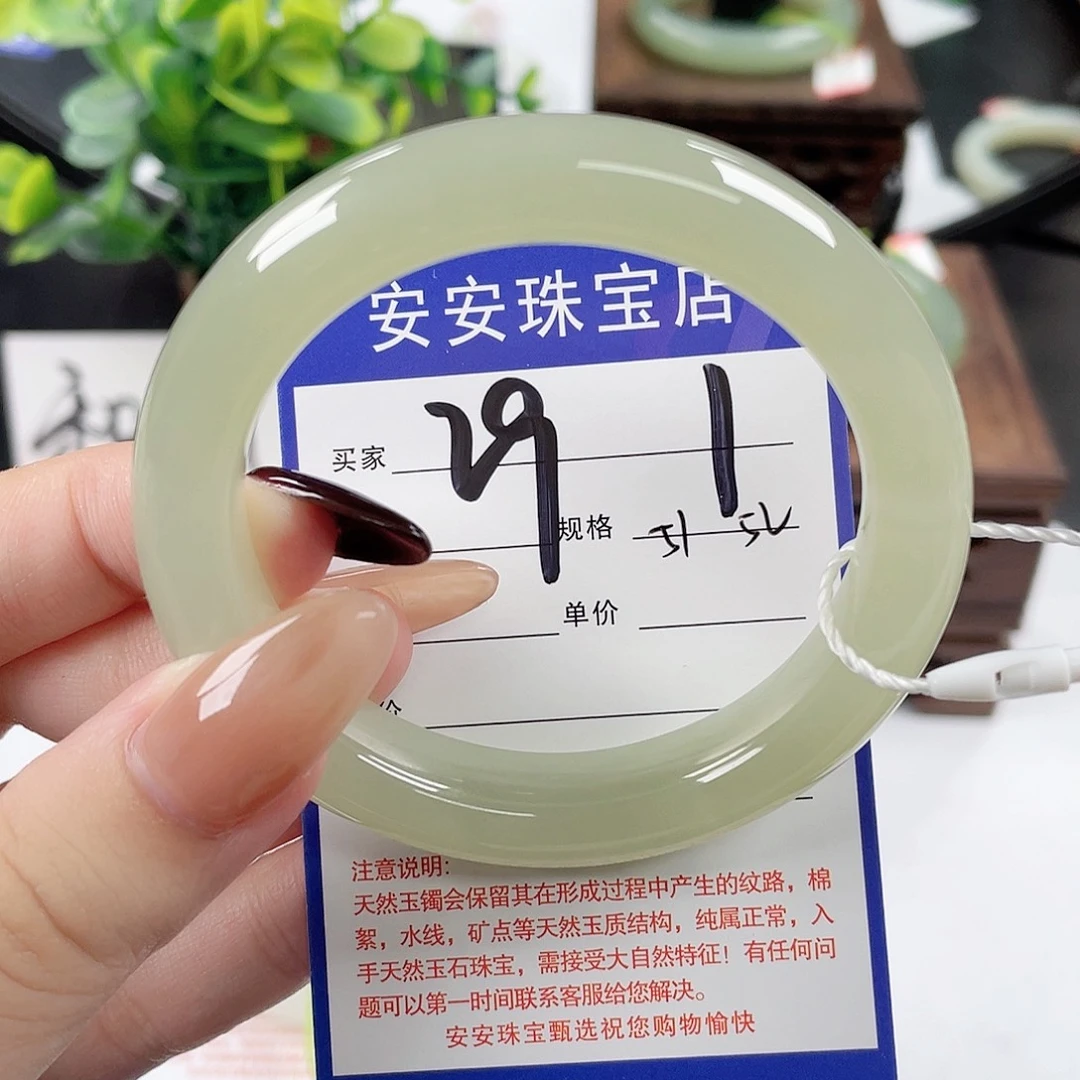 安安珠宝店
29 1
买家
规格 51 52
单价
价
注意说明:
天然玉镯会保留其在形成过程中产生的纹路，棉
絮，水线，矿点等天然玉质结构，纯属正常，入
手天然玉石珠宝，需接受大自然特征！有任何问
题可以第一时间联系客服给您解决。
安安珠宝甄选祝您购物愉快